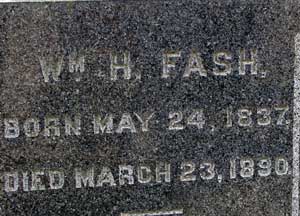 Wᴹ H. FASH.
BORN MAY 24, 1837.
DIED MARCH 23, 1890.